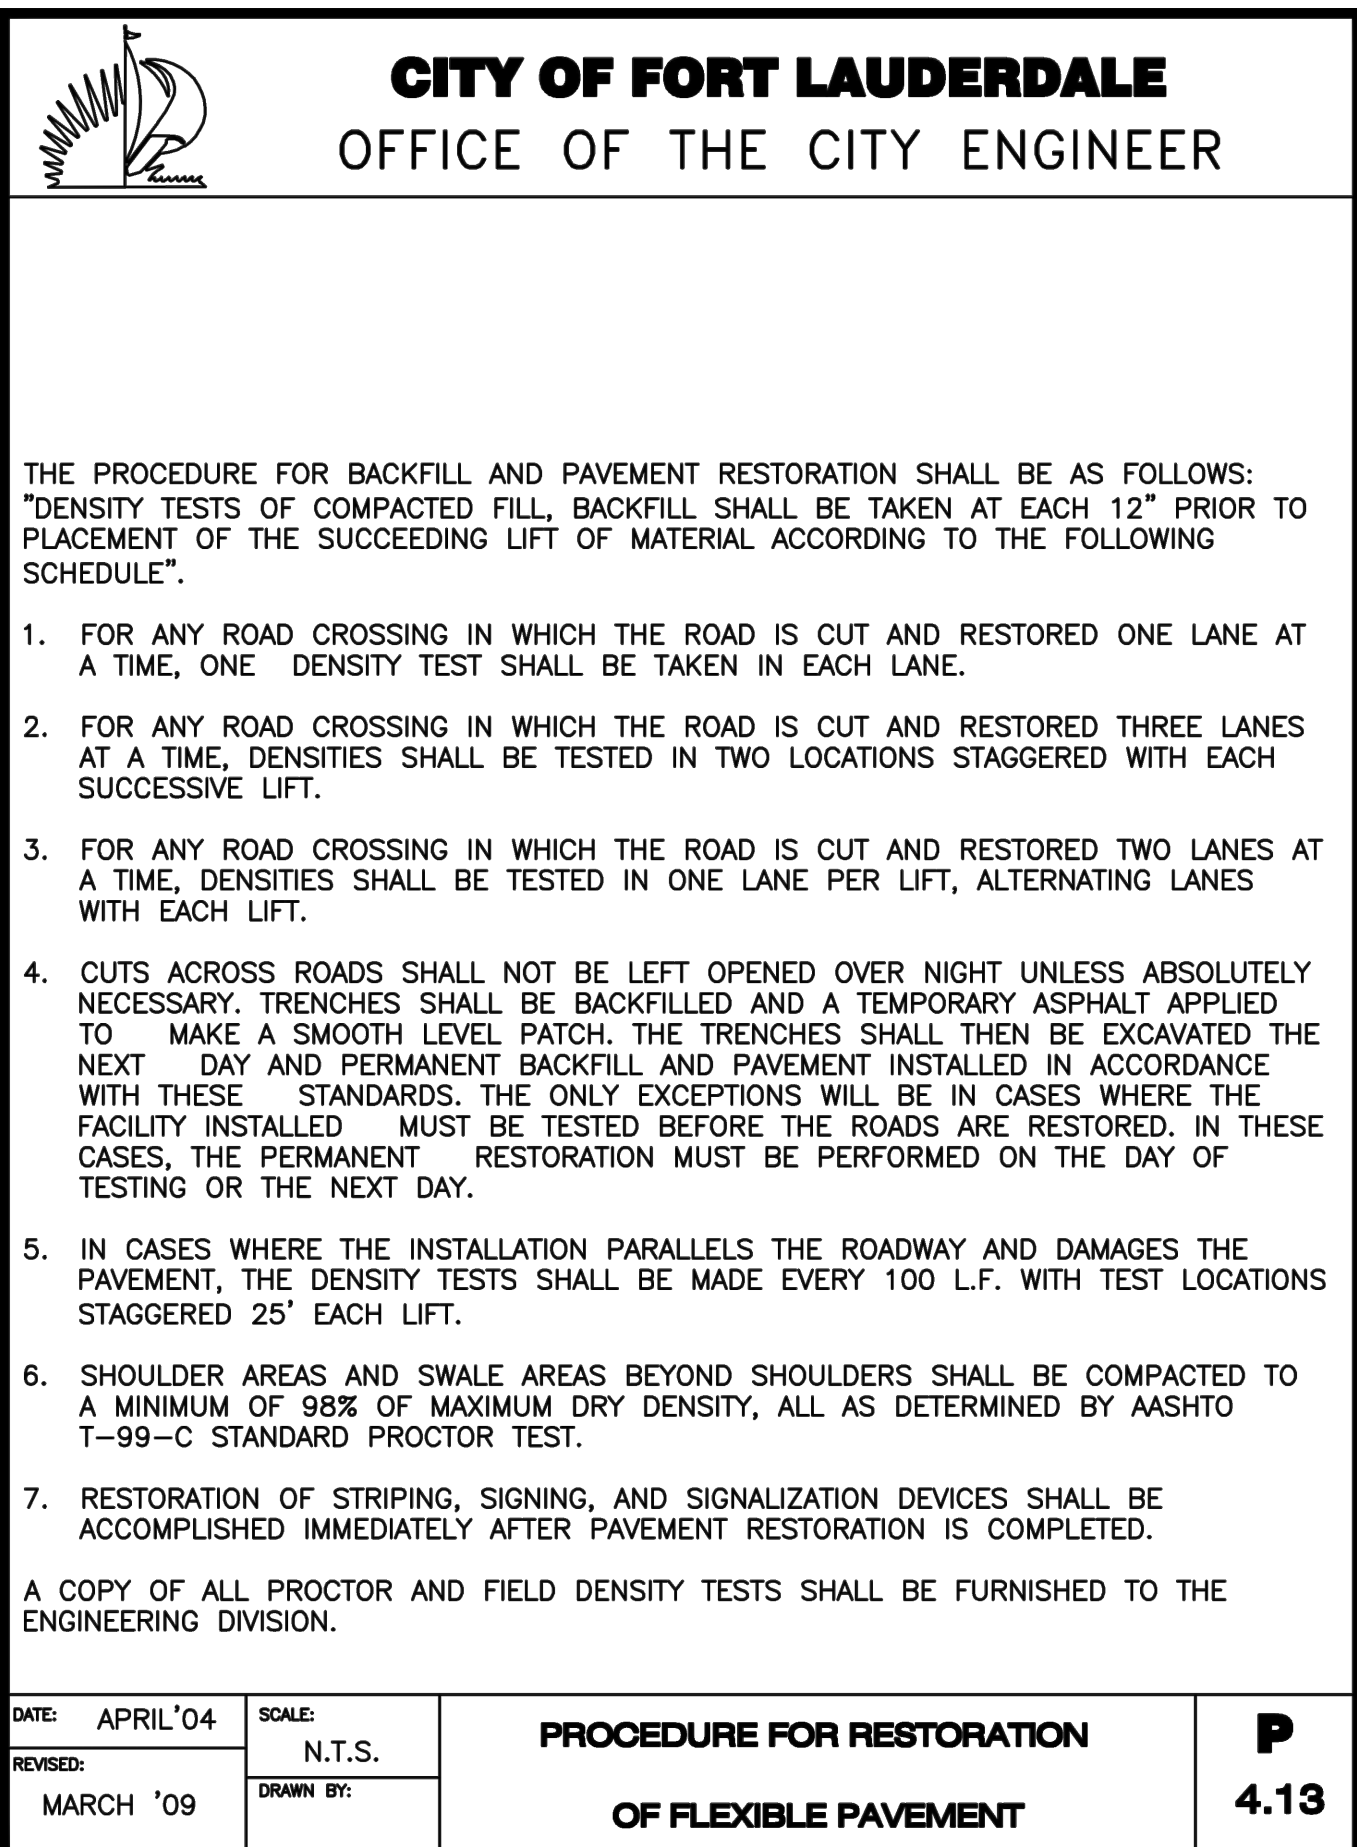 CITY OF FORT LAUDERDALE
OFFICE OF THE CITY ENGINEER
THE PROCEDURE FOR BACKFILL AND PAVEMENT RESTORATION SHALL BE AS FOLLOWS:
"DENSITY TESTS OF COMPACTED FILL, BACKFILL SHALL BE TAKEN AT EACH 12" PRIOR TO
PLACEMENT OF THE SUCCEEDING LIFT OF MATERIAL ACCORDING TO THE FOLLOWING
SCHEDULE".
1. FOR ANY ROAD CROSSING IN WHICH THE ROAD IS CUT AND RESTORED ONE LANE AT
A TIME, ONE DENSITY TEST SHALL BE TAKEN IN EACH LANE.
2. FOR ANY ROAD CROSSING IN WHICH THE ROAD IS CUT AND RESTORED THREE LANES
AT A TIME, DENSITIES SHALL BE TESTED IN TWO LOCATIONS STAGGERED WITH EACH
SUCCESSIVE LIFT.
3. FOR ANY ROAD CROSSING IN WHICH THE ROAD IS CUT AND RESTORED TWO LANES AT
A TIME, DENSITIES SHALL BE TESTED IN ONE LANE PER LIFT, ALTERNATING LANES
WITH EACH LIFT.
4. CUTS ACROSS ROADS SHALL NOT BE LEFT OPENED OVER NIGHT UNLESS ABSOLUTELY
NECESSARY. TRENCHES SHALL BE BACKFILLED AND A TEMPORARY ASPHALT APPLIED
TO MAKE A SMOOTH LEVEL PATCH. THE TRENCHES SHALL THEN BE EXCAVATED THE
NEXT DAY AND PERMANENT BACKFILL AND PAVEMENT INSTALLED IN ACCORDANCE
WITH THESE STANDARDS. THE ONLY EXCEPTIONS WILL BE IN CASES WHERE THE
FACILITY INSTALLED MUST BE TESTED BEFORE THE ROADS ARE RESTORED. IN THESE
CASES, THE PERMANENT RESTORATION MUST BE PERFORMED ON THE DAY OF
TESTING OR THE NEXT DAY.
5. IN CASES WHERE THE INSTALLATION PARALLELS THE ROADWAY AND DAMAGES THE
PAVEMENT, THE DENSITY TESTS SHALL BE MADE EVERY 100 L.F. WITH TEST LOCATIONS
STAGGERED 25' EACH LIFT.
6. SHOULDER AREAS AND SWALE AREAS BEYOND SHOULDERS SHALL BE COMPACTED TO
A MINIMUM OF 98% OF MAXIMUM DRY DENSITY, ALL AS DETERMINED BY AASHTO
T-99-C STANDARD PROCTOR TEST.
7. RESTORATION OF STRIPING, SIGNING, AND SIGNALIZATION DEVICES SHALL BE
ACCOMPLISHED IMMEDIATELY AFTER PAVEMENT RESTORATION IS COMPLETED.
A COPY OF ALL PROCTOR AND FIELD DENSITY TESTS SHALL BE FURNISHED TO THE
ENGINEERING DIVISION.
DATE: APRIL'04
REVISED:
MARCH '09
SCALE:
N.T.S.
DRAWN BY:
PROCEDURE FOR RESTORATION
OF FLEXIBLE PAVEMENT
P
4.13